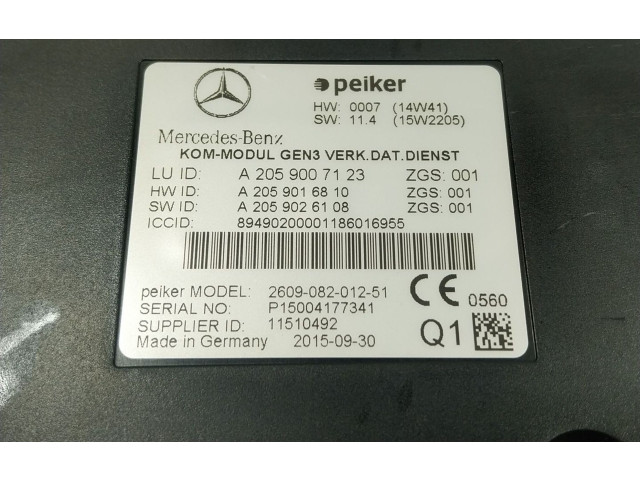 peiker
HW: 0007 (14W41)
SW: 11.4 (15W2205)
Mercedes-Benz
KOM-MODUL GEN3 VERK.DAT.DIENST
LU ID: A 205 900 71 23 ZGS: 001
HW ID: A 205 901 68 10 ZGS: 001
SW ID: A 205 902 61 08 ZGS: 001
ICCID: 89490200001186016955
peiker MODEL: 2609-082-012-51
SERIAL NO: P15004177341
SUPPLIER ID: 11510492
Made in Germany 2015-09-30
CE 0560
Q1